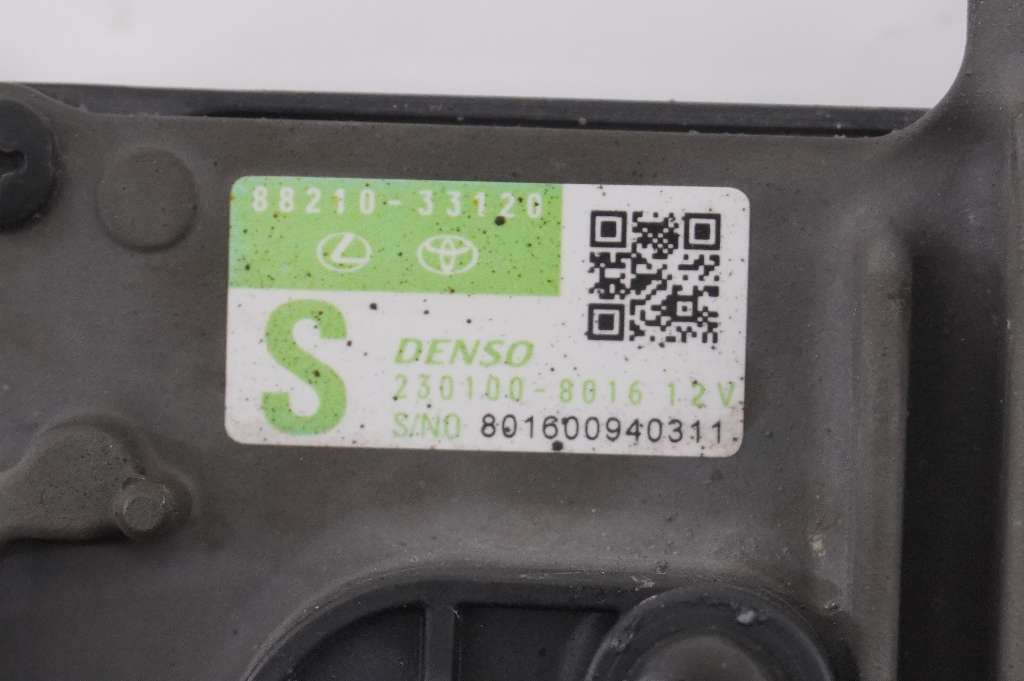 88210-33120
S
DENSO
230100-8016 12V
S/NO 801600940311